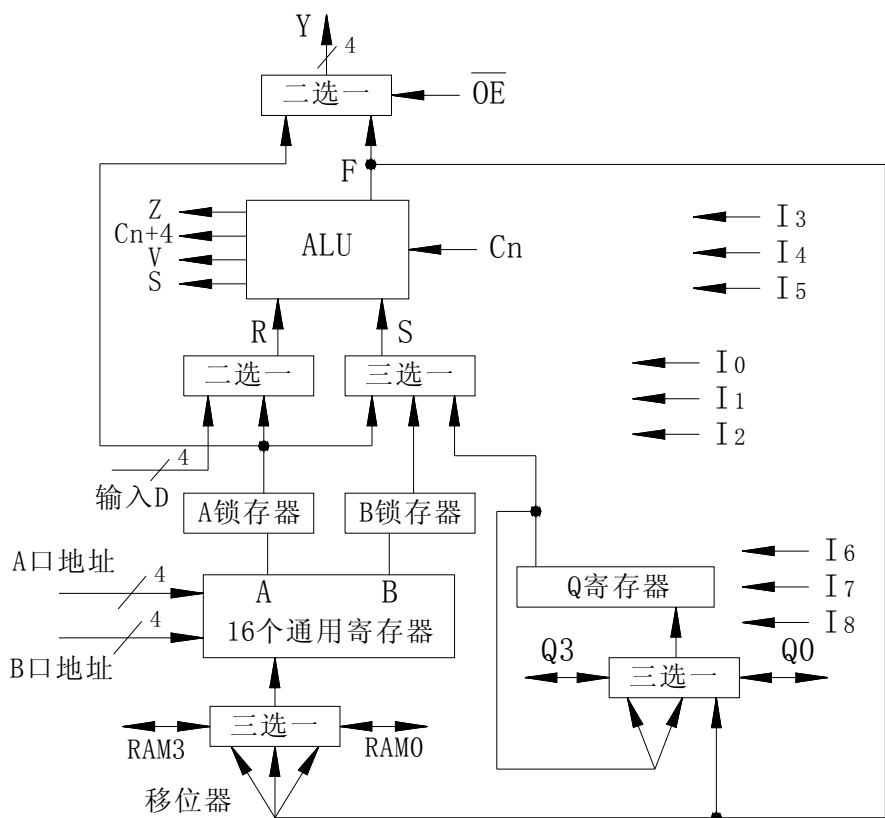 Y
4
二选一
OE
F
Z
Cn+4
V
S
ALU
Cn
I3
I4
I5
R
S
二选一
三选一
I0
I1
I2
4
输入D
A锁存器
B锁存器
A口地址
4
A
B
16个通用寄存器
4
B口地址
Q寄存器
I6
I7
I8
Q3
三选一
Q0
三选一
RAM3
RAM0
移位器